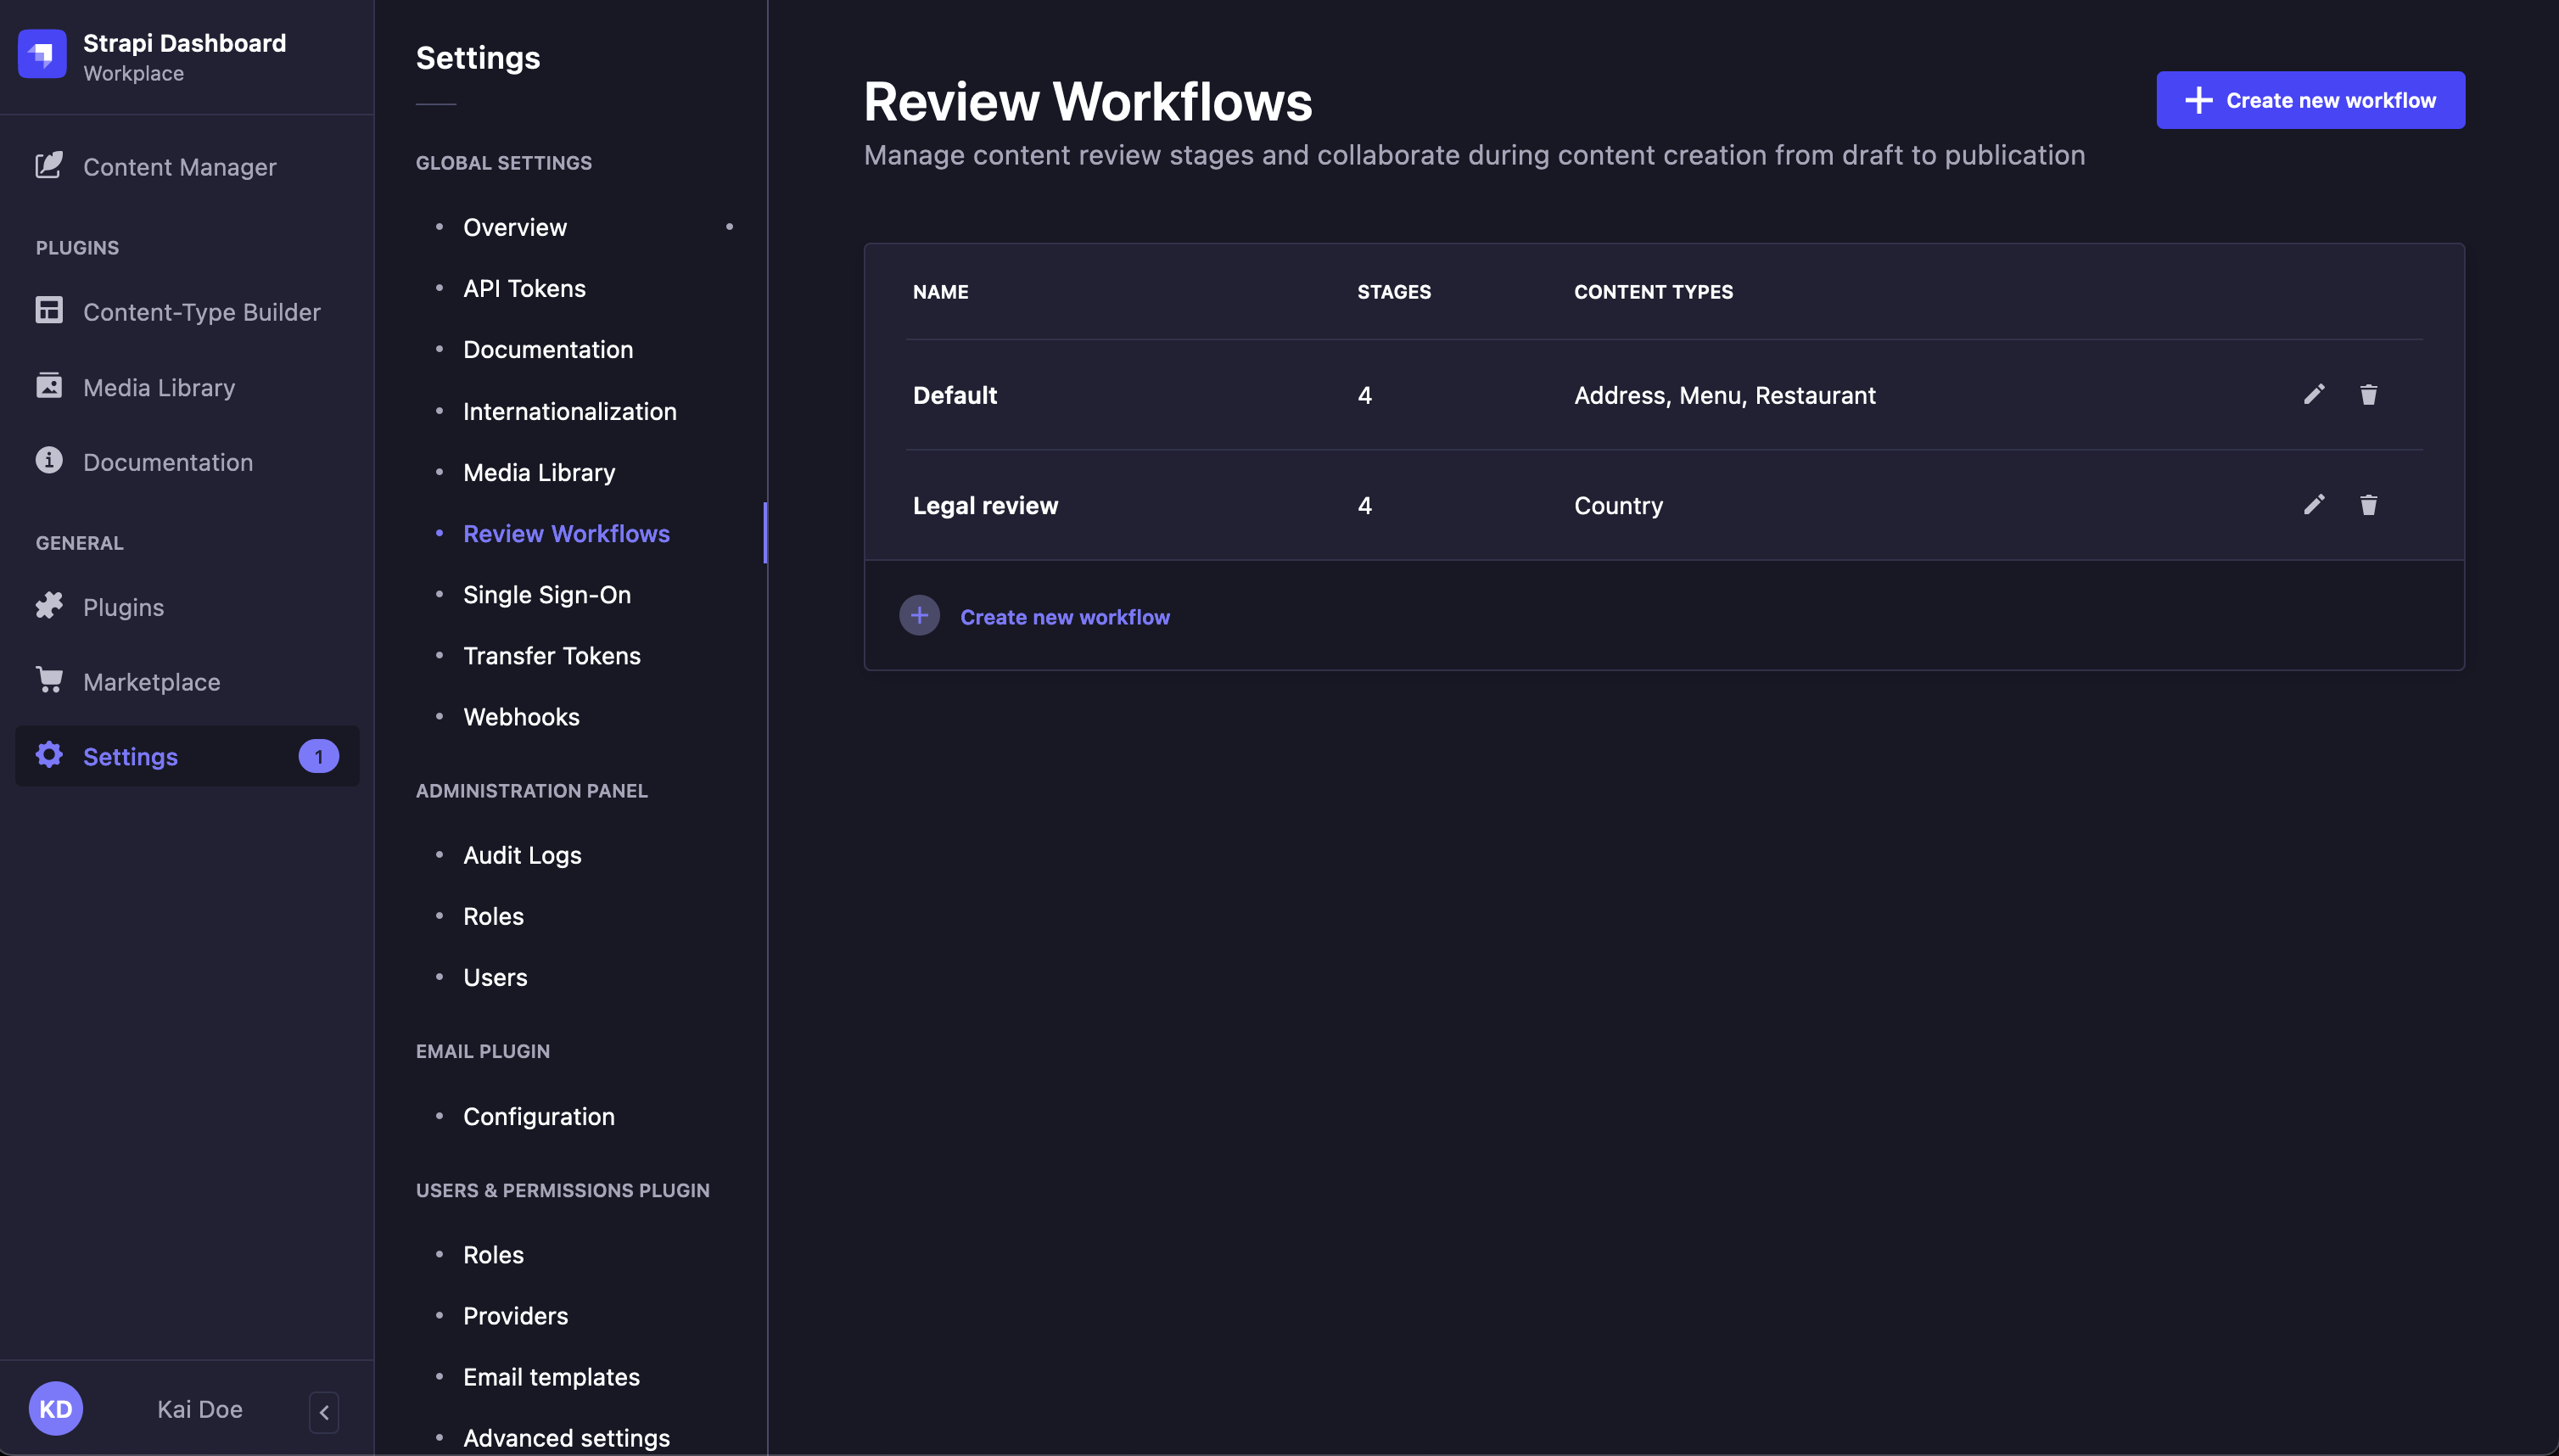 Strapi Dashboard
Workplace
Content Manager
PLUGINS
Content-Type Builder
Media Library
Documentation
GENERAL
Plugins
Marketplace
Settings 1
KD Kai Doe
Settings
GLOBAL SETTINGS
Overview
API Tokens
Documentation
Internationalization
Media Library
Review Workflows
Single Sign-On
Transfer Tokens
Webhooks
ADMINISTRATION PANEL
Audit Logs
Roles
Users
EMAIL PLUGIN
Configuration
USERS & PERMISSIONS PLUGIN
Roles
Providers
Email templates
Advanced settings
Review Workflows
Create new workflow
Manage content review stages and collaborate during content creation from draft to publication
NAME STAGES CONTENT TYPES
Default 4 Address, Menu, Restaurant
Legal review 4 Country
Create new workflow